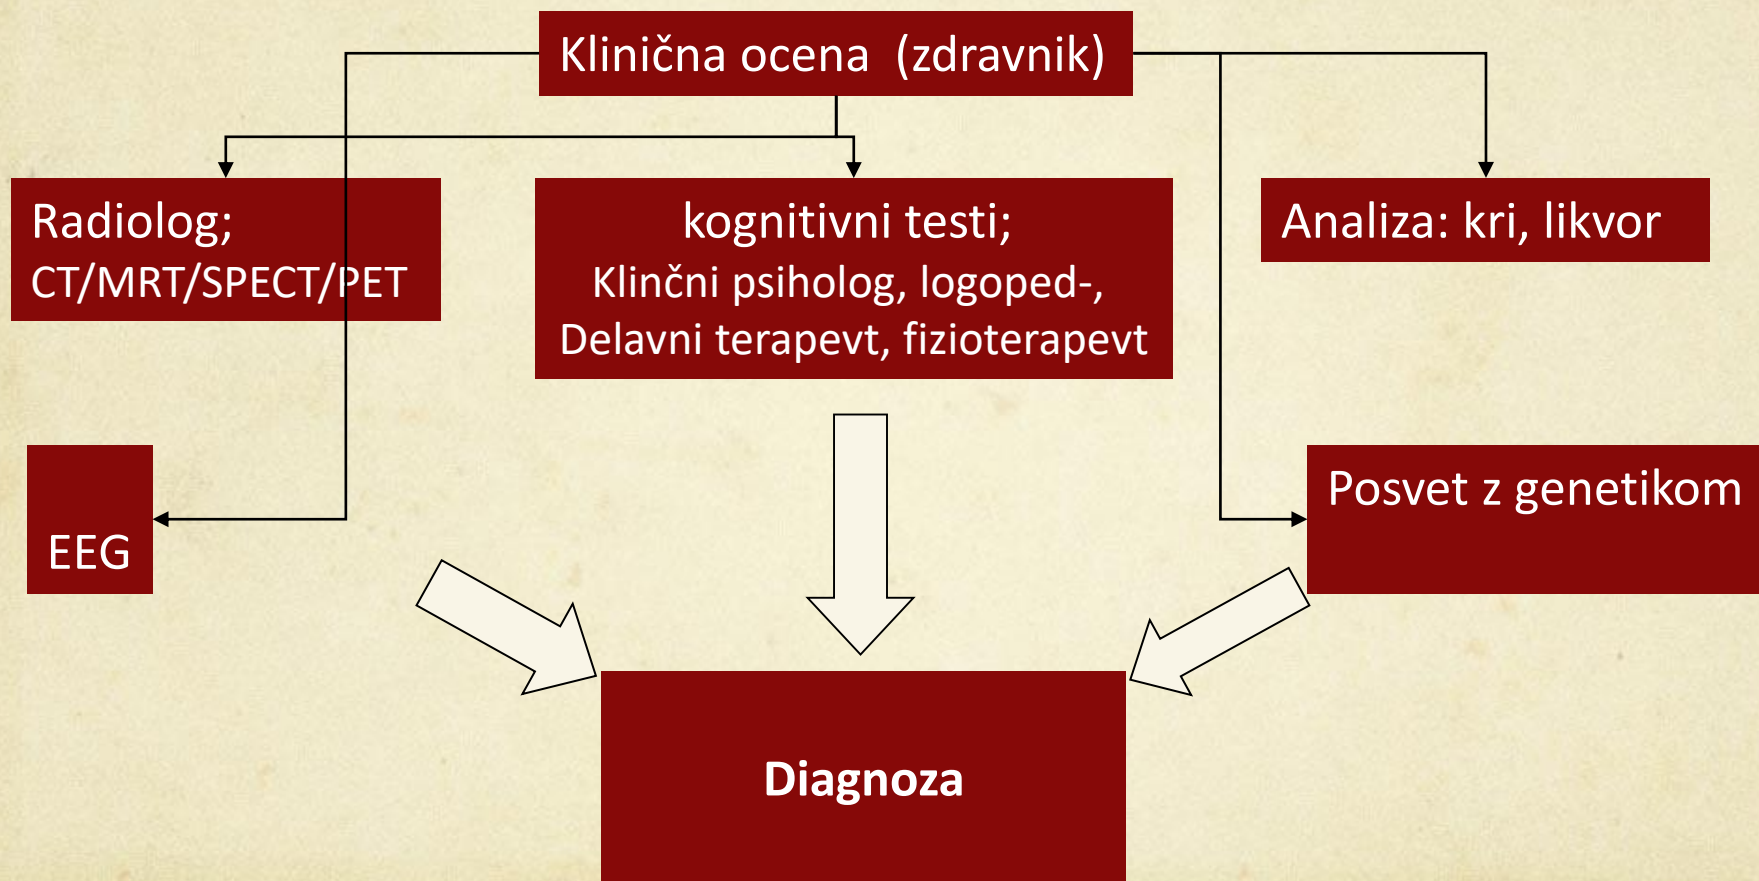 Klinična ocena  (zdravnik)
Radiolog;
CT/MRT/SPECT/PET
kognitivni testi;
Klinčni psiholog, logoped-,
Delavni terapevt, fizioterapevt
Analiza: kri, likvor
EEG
Posvet z genetikom
Diagnoza